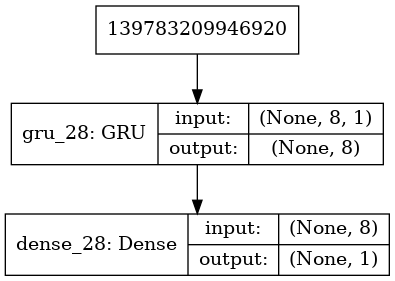 139783209946920
gru_28: GRU
input:
(None, 8, 1)
output:
(None, 8)
dense_28: Dense
input:
(None, 8)
output:
(None, 1)